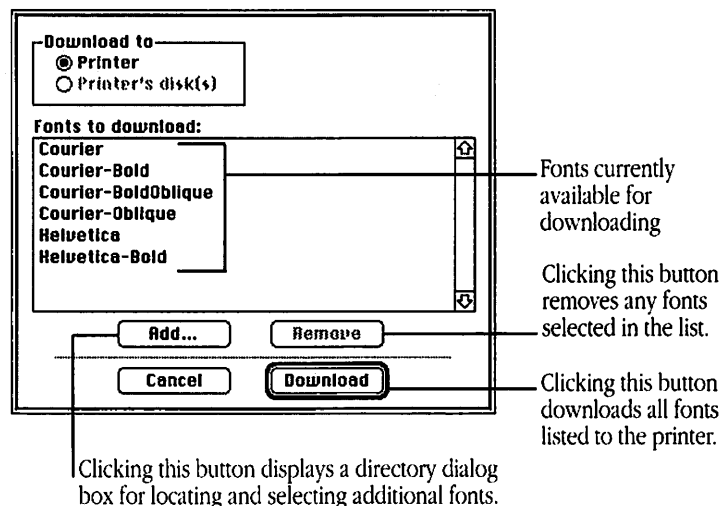 Download to
Printer
Printer's disk(s)
Fonts to download:
Courier
Courier-Bold
Courier-BoldOblique
Courier-Oblique
Helvetica
Helvetica-Bold
Fonts currently
available for
downloading
Clicking this button
removes any fonts
selected in the list.
Add...
Remove
Cancel
Download
Clicking this button
downloads all fonts
listed to the printer.
Clicking this button displays a directory dialog
box for locating and selecting additional fonts.